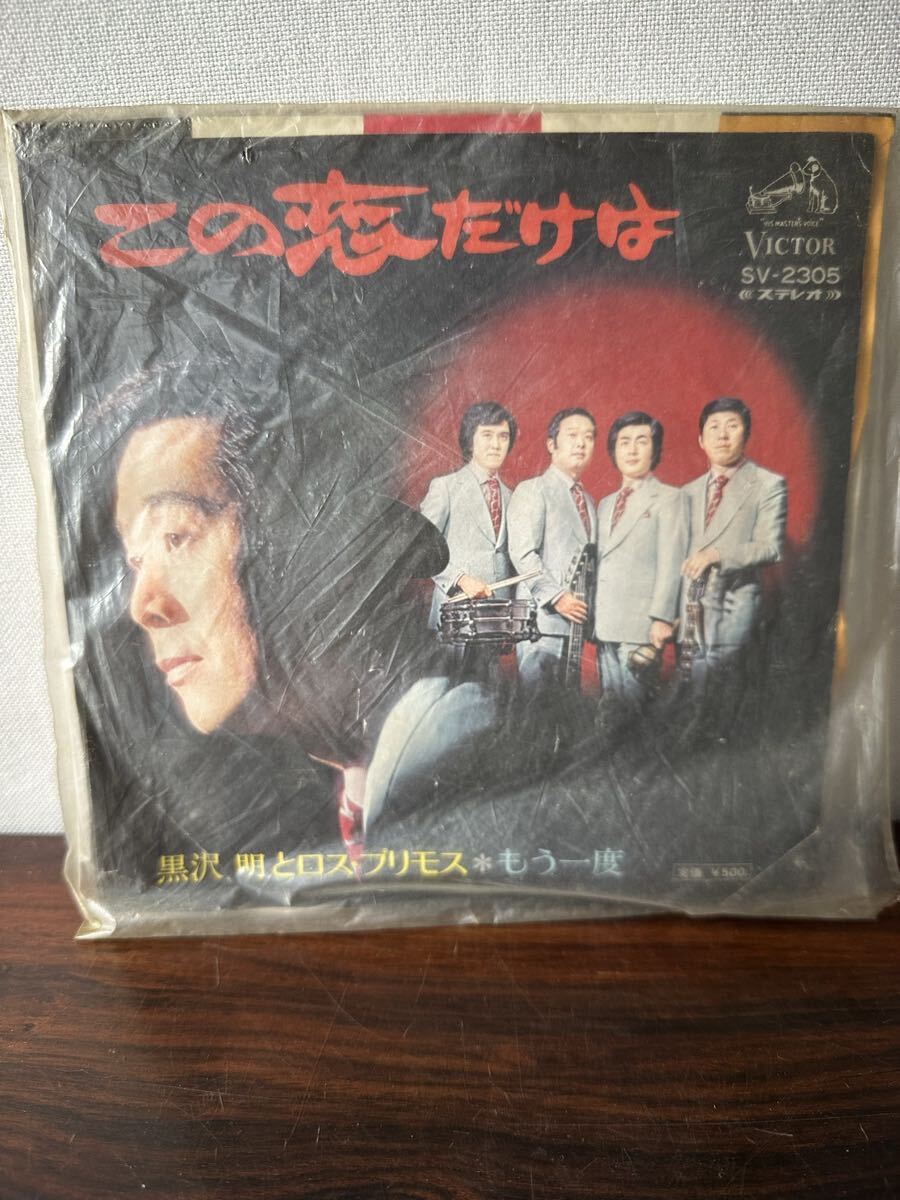 この恋だけは
"HIS MASTER'S VOICE"
VICTOR
SV-2305
《ステレオ》
黒沢 明とロス・プリモス＊もう一度
定価 ¥500.